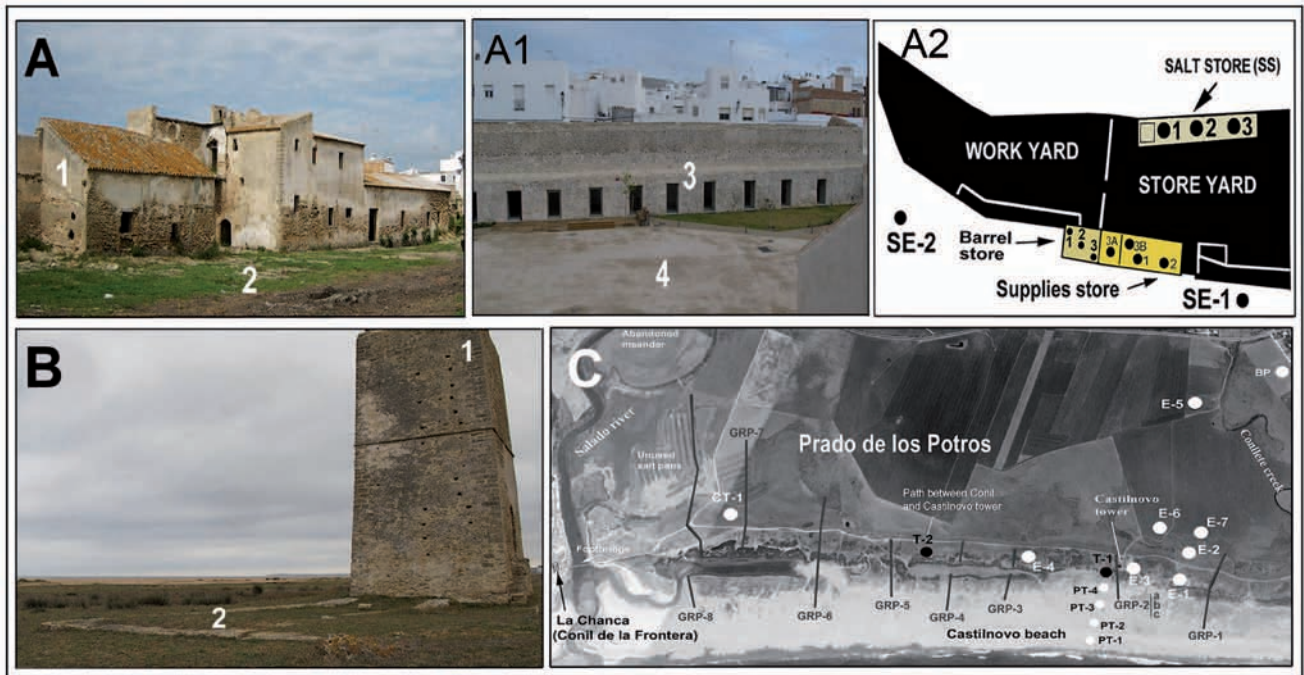 A
1
2
A1
3
4
A2
SALT STORE (SS)
1 2 3
WORK YARD
STORE YARD
SE-2
Barrel
store
1 2 3 3A 3B 1 2
Supplies store
SE-1
B
1
2
C
Abandoned
meander
Salado river
GRP-7
Unused
salt pans
Prado de los Potros
BP
E-5
Conilete creek
CT-1
Path between Conil
and Castilnovo tower
Castilnovo
tower
E-6
E-7
T-2
E-2
Footbridge
E-4
T-1
E-3
E-1
PT-4
GRP-8
GRP-6
GRP-5
GRP-4
GRP-3
GRP-2
a
b
c
GRP-1
PT-3
PT-2
PT-1
La Chanca
(Conil de la Frontera)
Castilnovo beach